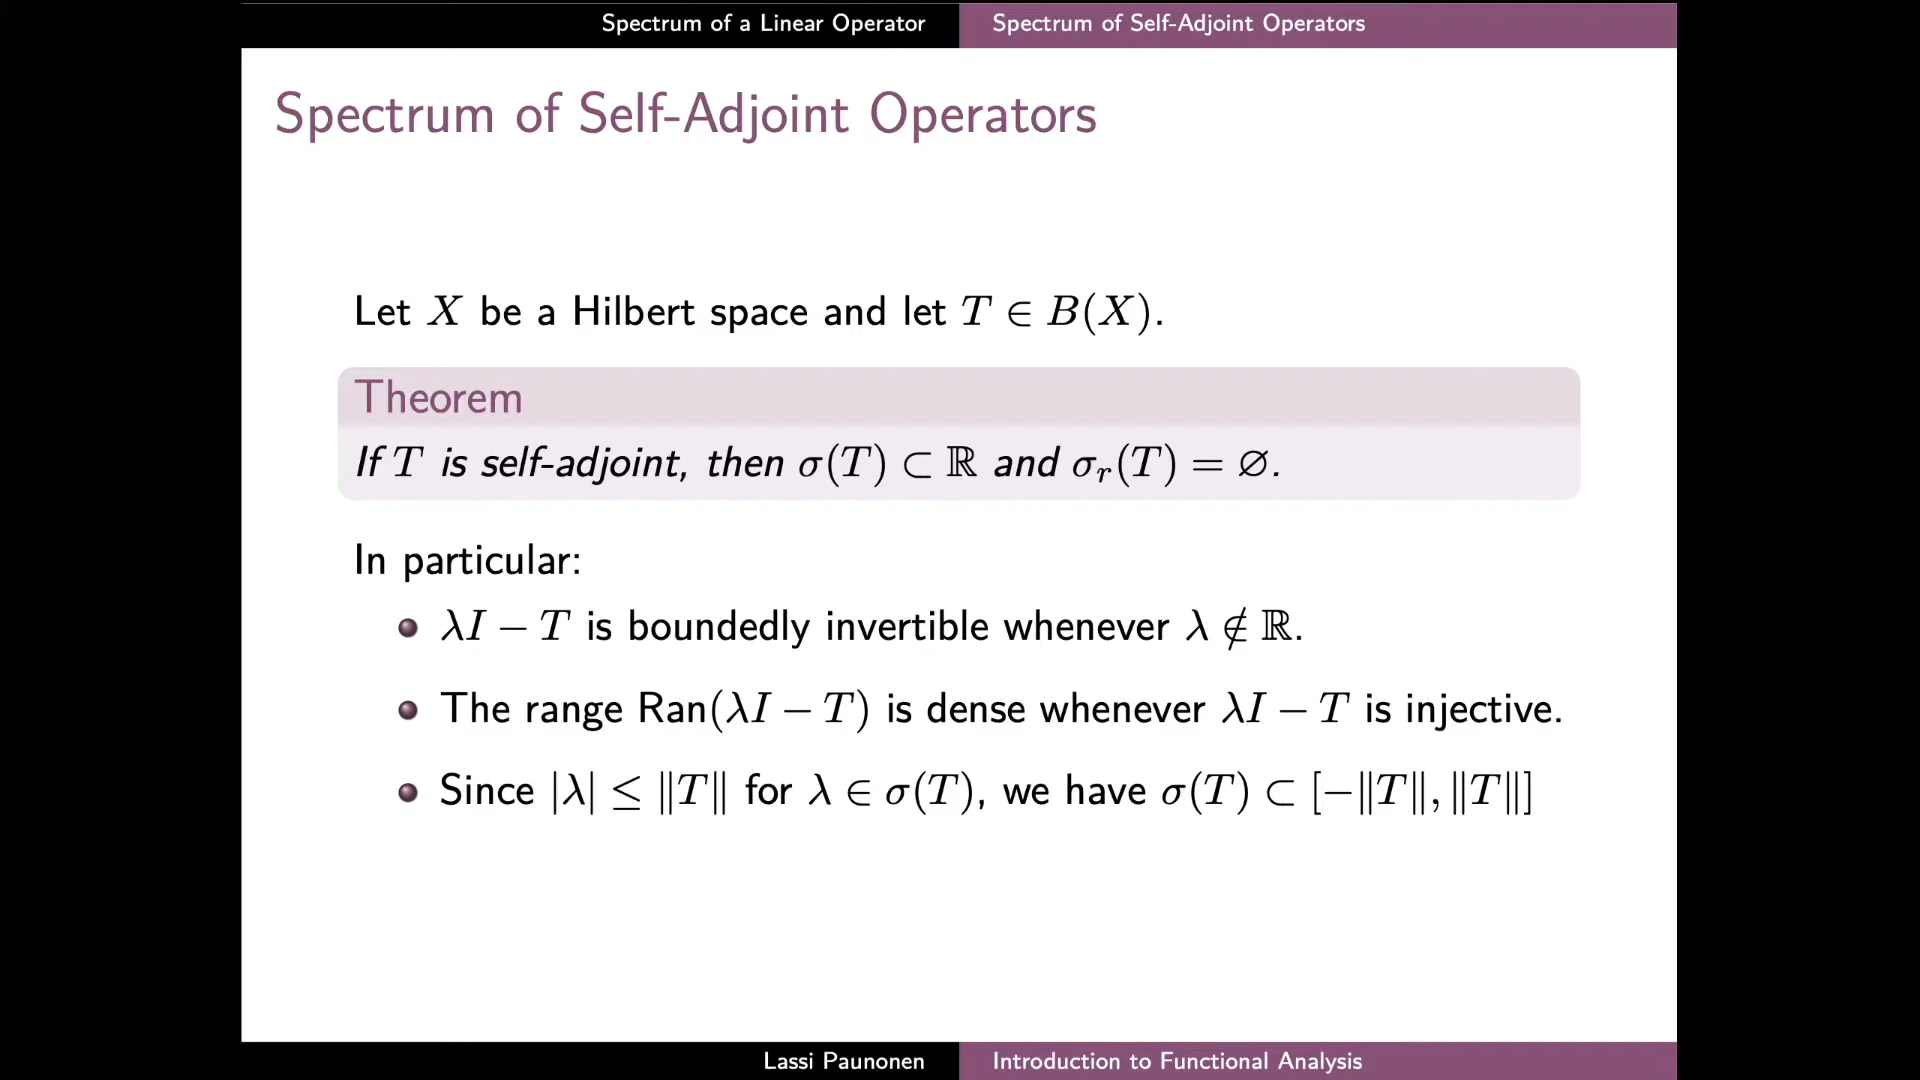 Spectrum of a Linear Operator
Spectrum of Self-Adjoint Operators
Spectrum of Self-Adjoint Operators
Let X be a Hilbert space and let T ∈ B(X).
Theorem
If T is self-adjoint, then σ(T) ⊂ ℝ and σᵣ(T) = ∅.
In particular:
λI − T is boundedly invertible whenever λ ∉ ℝ.
The range Ran(λI − T) is dense whenever λI − T is injective.
Since |λ| ≤ ‖T‖ for λ ∈ σ(T), we have σ(T) ⊂ [−‖T‖, ‖T‖]
Lassi Paunonen
Introduction to Functional Analysis